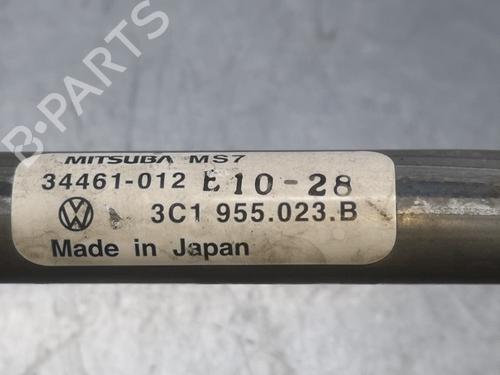 B-PARTS
MITSUBA MS7
34461-012 E10-28
3C1 955.023.B
Made in Japan